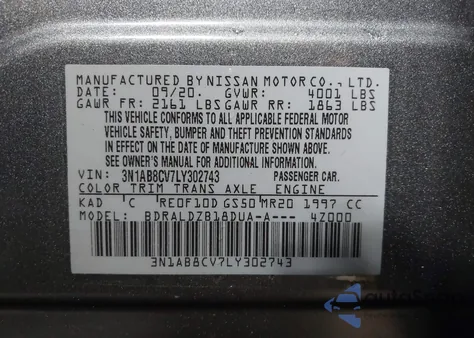 MANUFACTURED BY NISSAN MOTOR CO., LTD.
DATE: 09/20. GVWR: 4001 LBS
GAWR FR: 2161 LBS GAWR RR: 1863 LBS
THIS VEHICLE CONFORMS TO ALL APPLICABLE FEDERAL MOTOR
VEHICLE SAFETY, BUMPER AND THEFT PREVENTION STANDARDS
IN EFFECT ON THE DATE OF MANUFACTURE SHOWN ABOVE.
SEE OWNER'S MANUAL FOR ADDITIONAL INFORMATION.
VIN: 3N1AB8CV7LY302743 PASSENGER CAR.
COLOR TRIM TRANS AXLE ENGINE
KAD C RE0F10D GS50 MR20 1997 CC
MODEL: BDRALDZB18DUA-A--- 4Z000
3N1AB8CV7LY302743